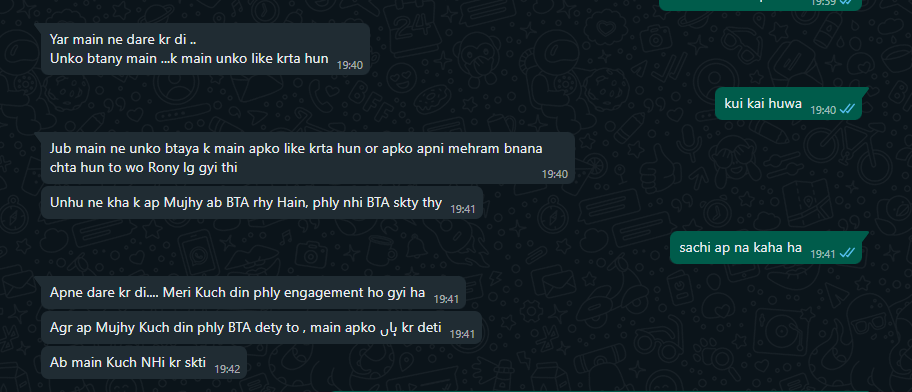 19:39
Yar main ne dare kr di ..
Unko btany main ...k main unko like krta hun 19:40
kui kai huwa 19:40
Jub main ne unko btaya k main apko like krta hun or apko apni mehram bnana
chta hun to wo Rony lg gyi thi 19:40
Unhu ne kha k ap Mujhy ab BTA rhy Hain, phly nhi BTA skty thy 19:41
sachi ap na kaha ha 19:41
Apne dare kr di.... Meri Kuch din phly engagement ho gyi ha 19:41
Agr ap Mujhy Kuch din phly BTA dety to , main apko ہاں kr deti 19:41
Ab main Kuch NHi kr skti 19:42